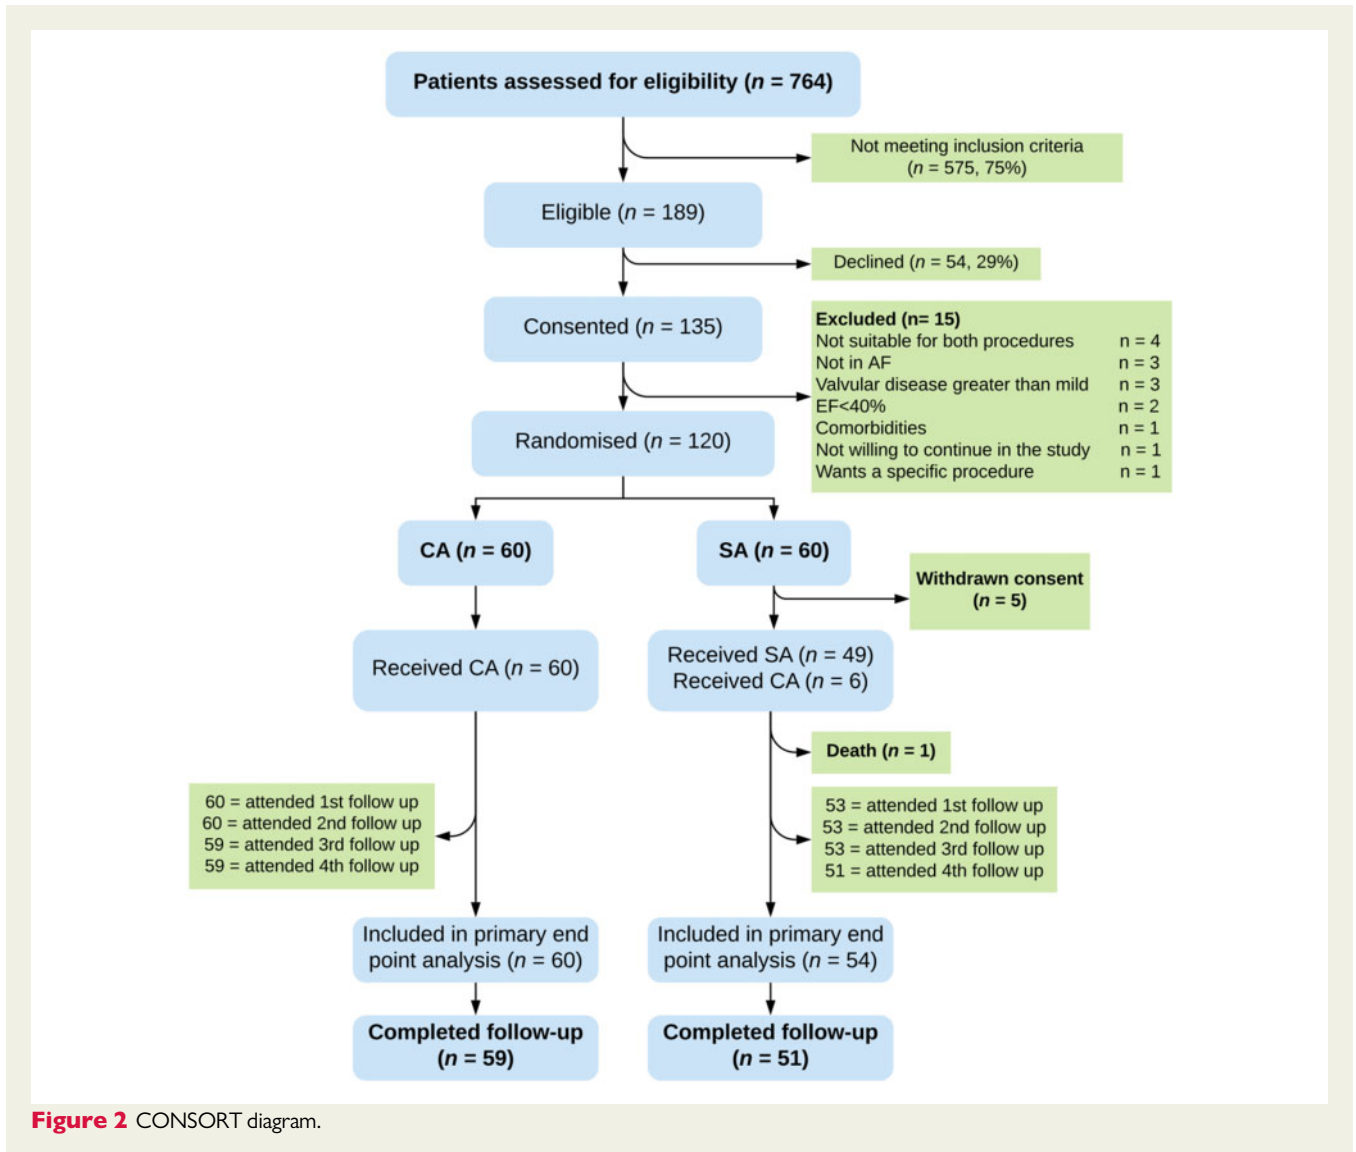 Patients assessed for eligibility (n = 764)
Not meeting inclusion criteria
(n = 575, 75%)
Eligible (n = 189)
Declined (n = 54, 29%)
Consented (n = 135)
Excluded (n= 15)
Not suitable for both procedures n = 4
Not in AF n = 3
Valvular disease greater than mild n = 3
EF<40% n = 2
Comorbidities n = 1
Not willing to continue in the study n = 1
Wants a specific procedure n = 1
Randomised (n = 120)
CA (n = 60)
SA (n = 60)
Withdrawn consent
(n = 5)
Received CA (n = 60)
Received SA (n = 49)
Received CA (n = 6)
Death (n = 1)
60 = attended 1st follow up
60 = attended 2nd follow up
59 = attended 3rd follow up
59 = attended 4th follow up
53 = attended 1st follow up
53 = attended 2nd follow up
53 = attended 3rd follow up
51 = attended 4th follow up
Included in primary end
point analysis (n = 60)
Included in primary end
point analysis (n = 54)
Completed follow-up
(n = 59)
Completed follow-up
(n = 51)
Figure 2 CONSORT diagram.